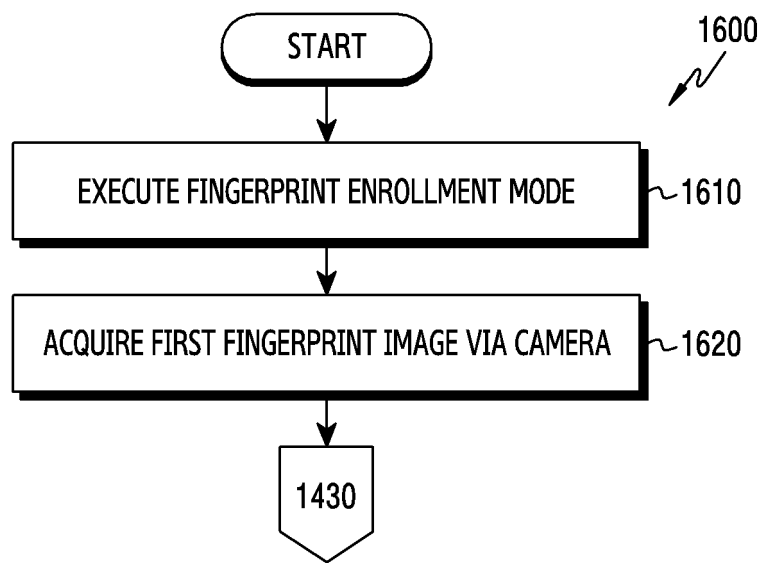 START
1600
EXECUTE FINGERPRINT ENROLLMENT MODE
1610
ACQUIRE FIRST FINGERPRINT IMAGE VIA CAMERA
1620
1430